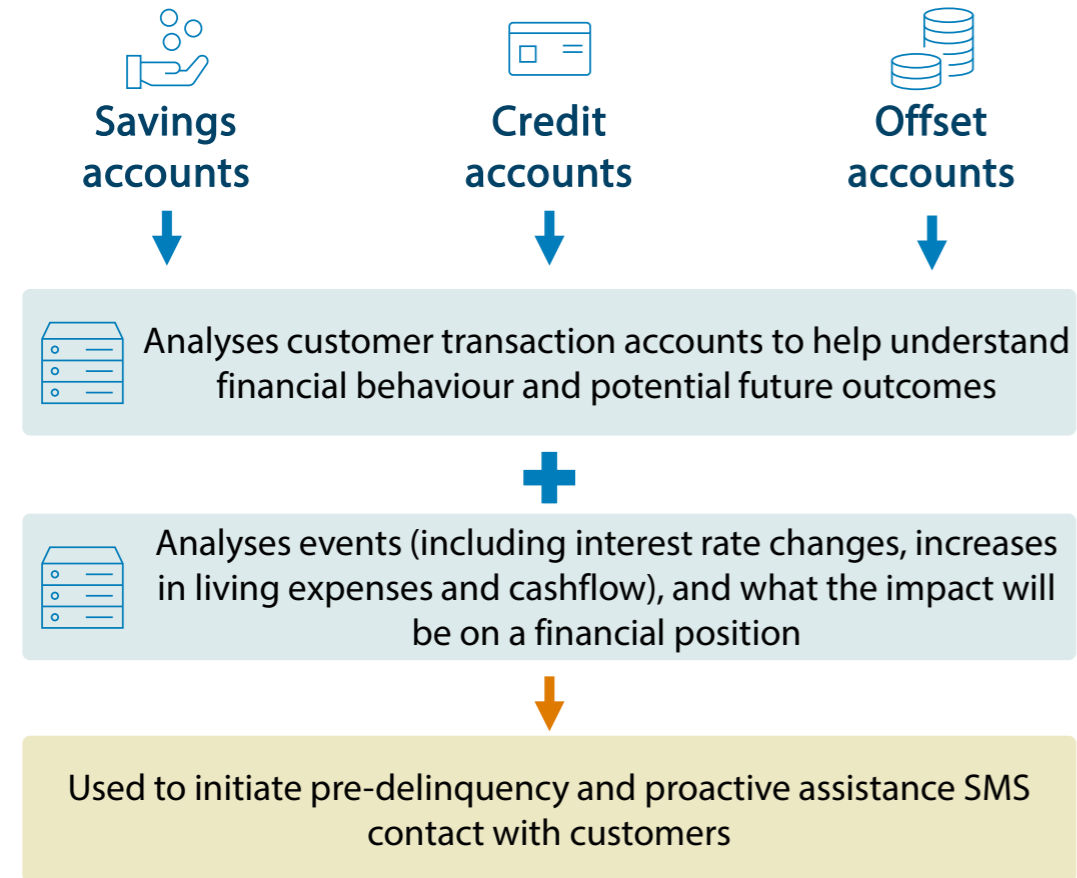 Savings
accounts
Credit
accounts
Offset
accounts
Analyses customer transaction accounts to help understand
financial behaviour and potential future outcomes
Analyses events (including interest rate changes, increases
in living expenses and cashflow), and what the impact will
be on a financial position
Used to initiate pre-delinquency and proactive assistance SMS
contact with customers